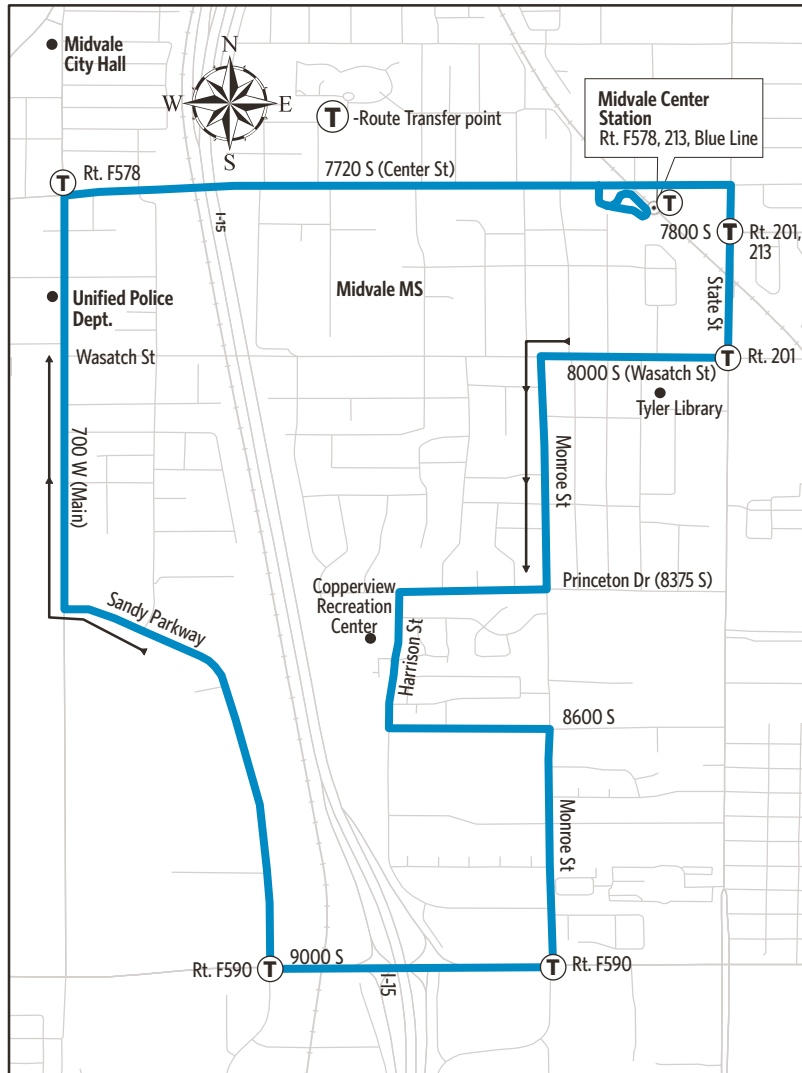 Midvale
City Hall
N
W
E
S
T
-Route Transfer point
Midvale Center
Station
Rt. F578, 213, Blue Line
T
Rt. F578
7720 S (Center St)
T
7800 S
T
Rt. 201,
213
I-15
Unified Police
Dept.
Midvale MS
State St
Wasatch St
8000 S (Wasatch St)
T
Rt. 201
Tyler Library
700 W (Main)
Monroe St
Princeton Dr (8375 S)
Copperview
Recreation
Center
Sandy Parkway
Harrison St
8600 S
Monroe St
Rt. F590
T
9000 S
I-15
T
Rt. F590